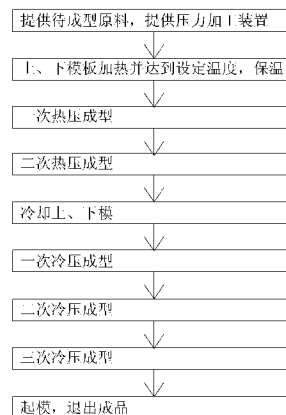 提供待成型原料，提供压力加工装置
上、下模板加热并达到设定温度，保温
一次热压成型
二次热压成型
冷却上、下模
一次冷压成型
二次冷压成型
三次冷压成型
起模，退出成品